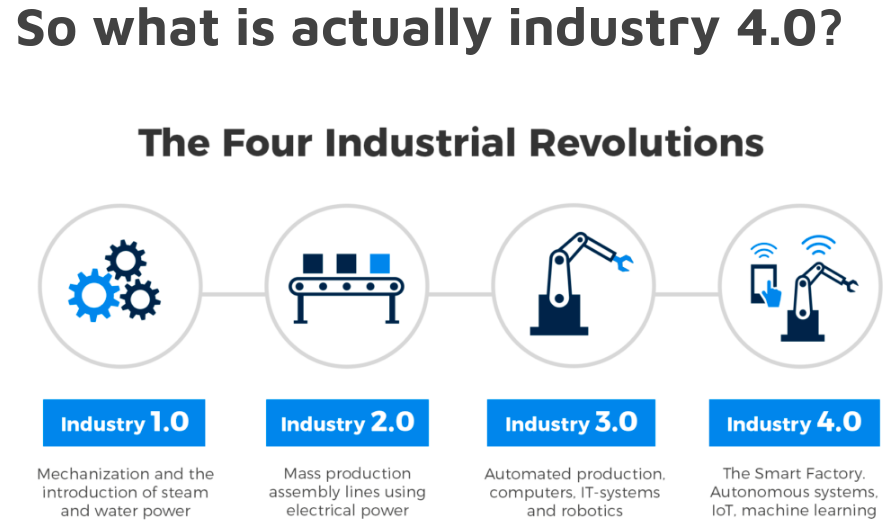 So what is actually industry 4.0?
The Four Industrial Revolutions
Industry 1.0
Mechanization and the
introduction of steam
and water power
Industry 2.0
Mass production
assembly lines using
electrical power
Industry 3.0
Automated production,
computers, IT-systems
and robotics
Industry 4.0
The Smart Factory.
Autonomous systems,
IoT, machine learning